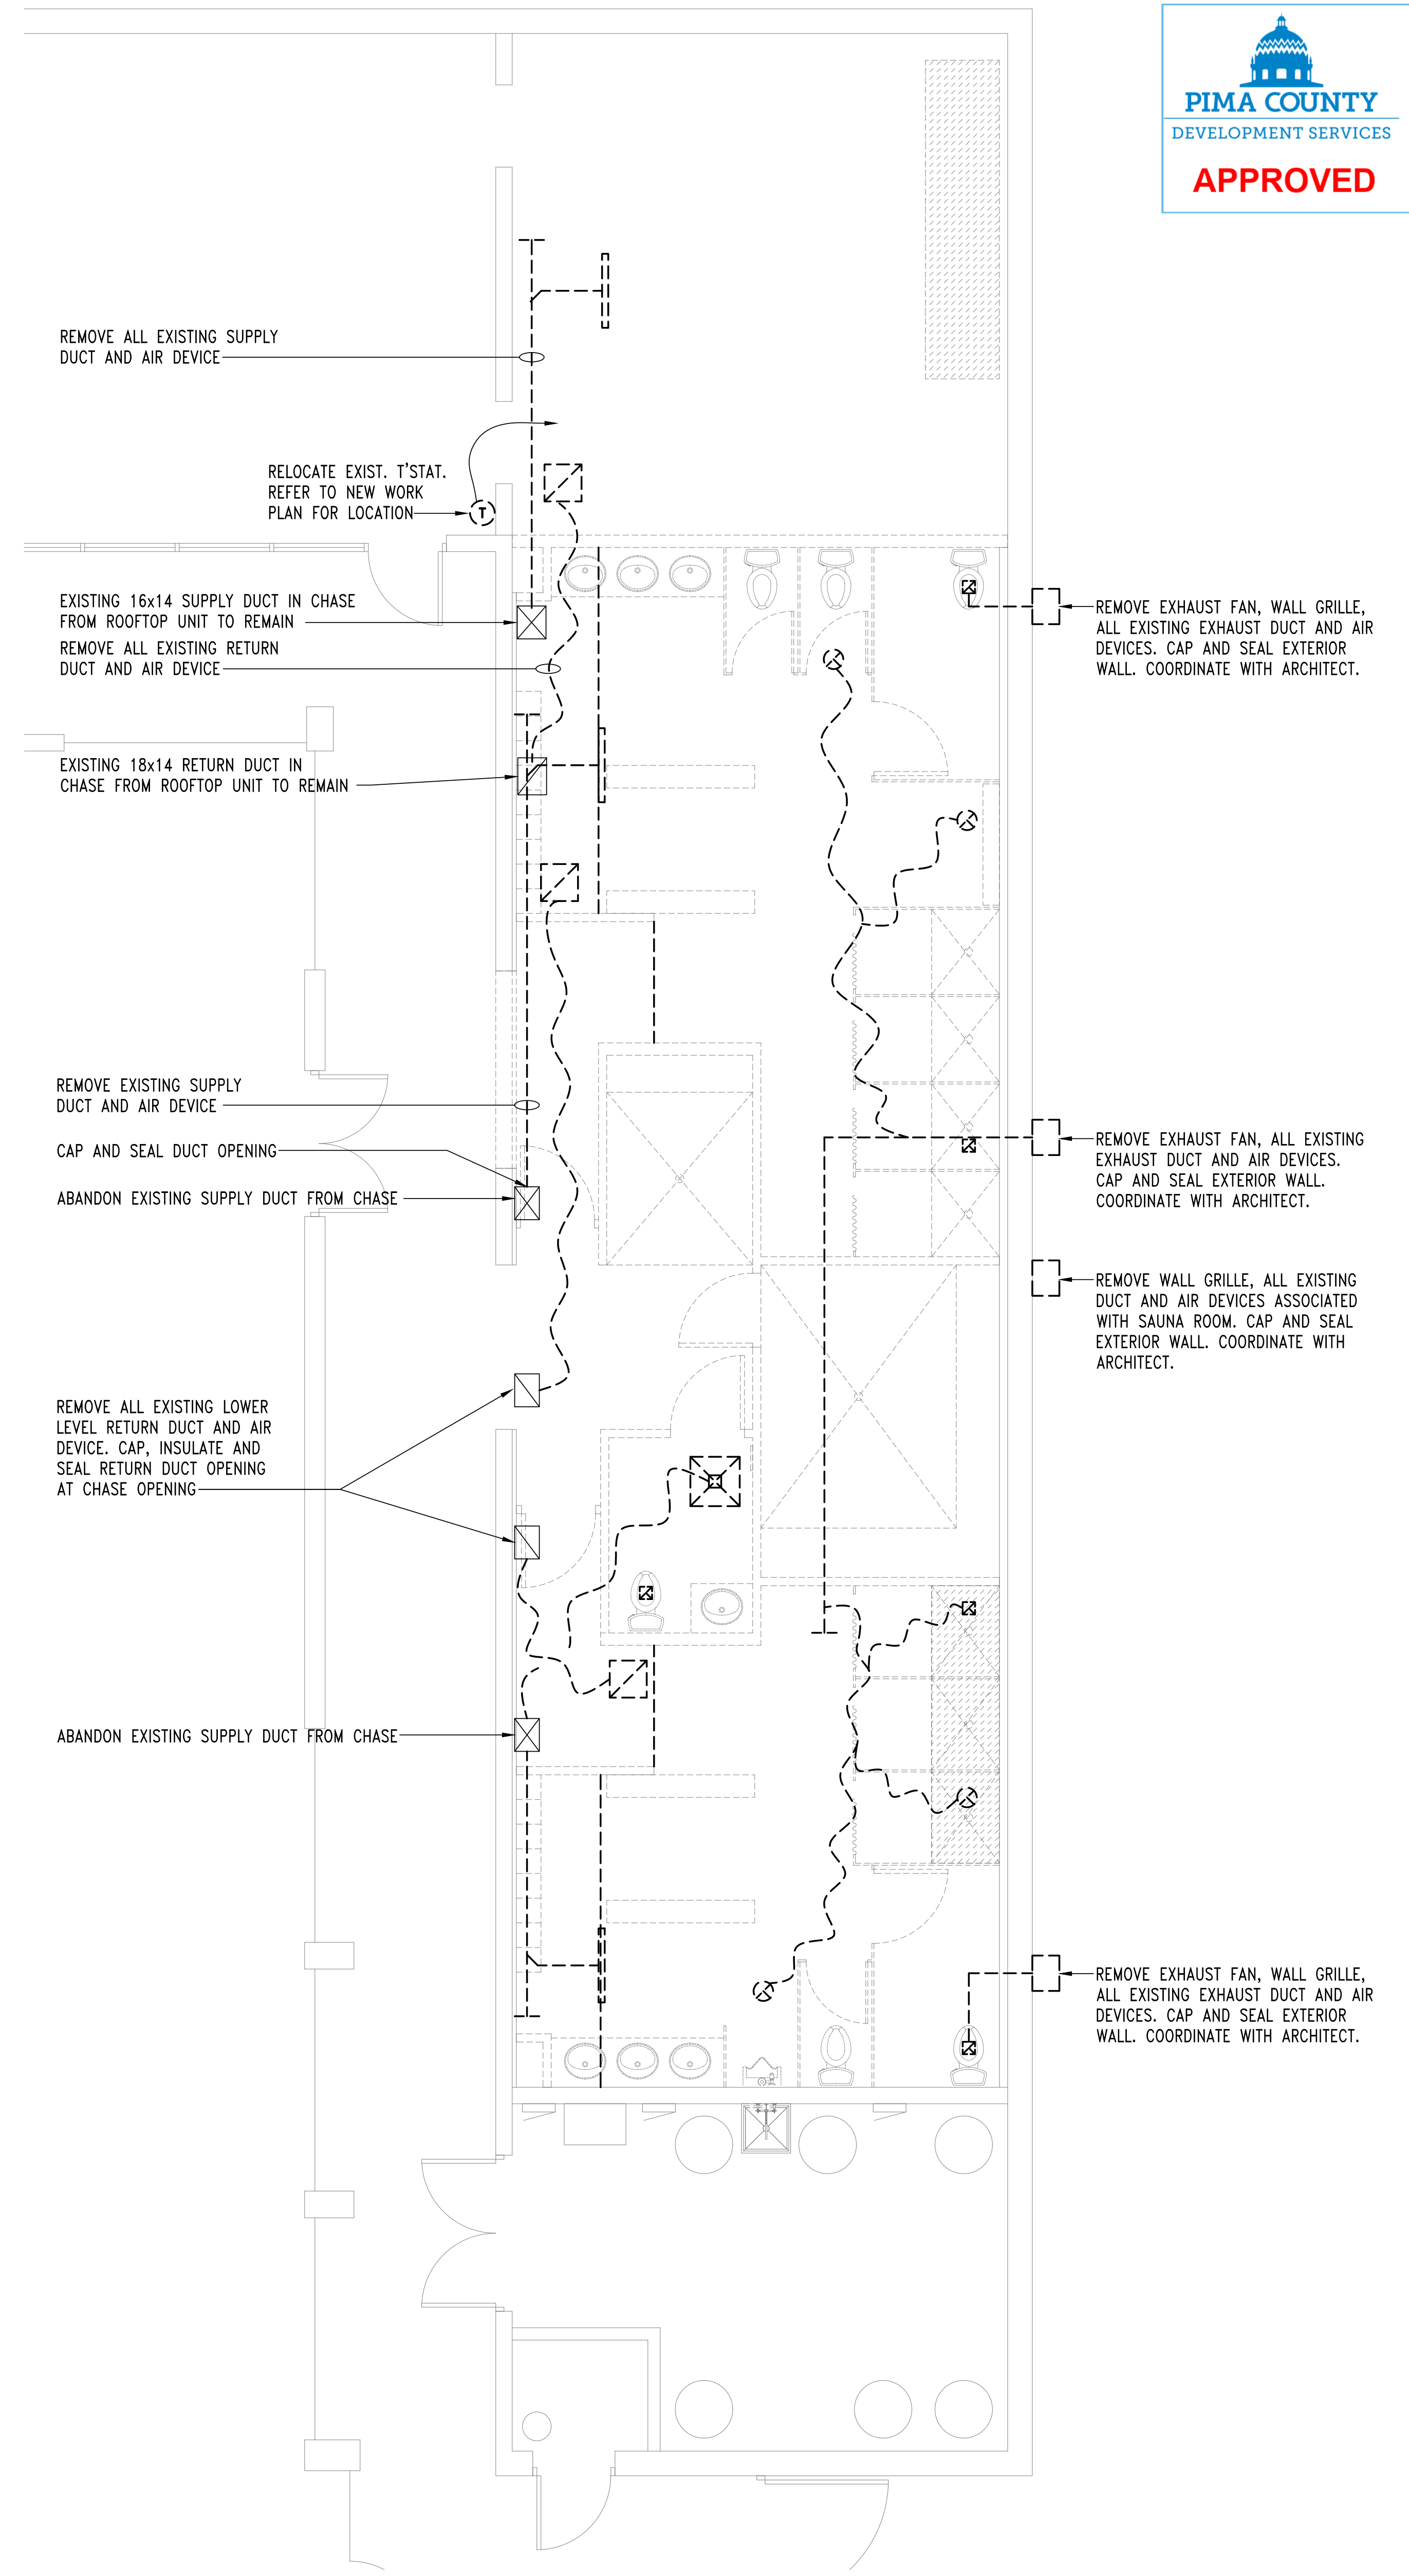 PIMA COUNTY
DEVELOPMENT SERVICES
APPROVED
REMOVE ALL EXISTING SUPPLY
DUCT AND AIR DEVICE
RELOCATE EXIST. T'STAT.
REFER TO NEW WORK
PLAN FOR LOCATION
T
EXISTING 16x14 SUPPLY DUCT IN CHASE
FROM ROOFTOP UNIT TO REMAIN
REMOVE ALL EXISTING RETURN
DUCT AND AIR DEVICE
REMOVE EXHAUST FAN, WALL GRILLE,
ALL EXISTING EXHAUST DUCT AND AIR
DEVICES. CAP AND SEAL EXTERIOR
WALL. COORDINATE WITH ARCHITECT.
EXISTING 18x14 RETURN DUCT IN
CHASE FROM ROOFTOP UNIT TO REMAIN
REMOVE EXISTING SUPPLY
DUCT AND AIR DEVICE
CAP AND SEAL DUCT OPENING
ABANDON EXISTING SUPPLY DUCT FROM CHASE
REMOVE EXHAUST FAN, ALL EXISTING
EXHAUST DUCT AND AIR DEVICES.
CAP AND SEAL EXTERIOR WALL.
COORDINATE WITH ARCHITECT.
REMOVE WALL GRILLE, ALL EXISTING
DUCT AND AIR DEVICES ASSOCIATED
WITH SAUNA ROOM. CAP AND SEAL
EXTERIOR WALL. COORDINATE WITH
ARCHITECT.
REMOVE ALL EXISTING LOWER
LEVEL RETURN DUCT AND AIR
DEVICE. CAP, INSULATE AND
SEAL RETURN DUCT OPENING
AT CHASE OPENING
ABANDON EXISTING SUPPLY DUCT FROM CHASE
REMOVE EXHAUST FAN, WALL GRILLE,
ALL EXISTING EXHAUST DUCT AND AIR
DEVICES. CAP AND SEAL EXTERIOR
WALL. COORDINATE WITH ARCHITECT.